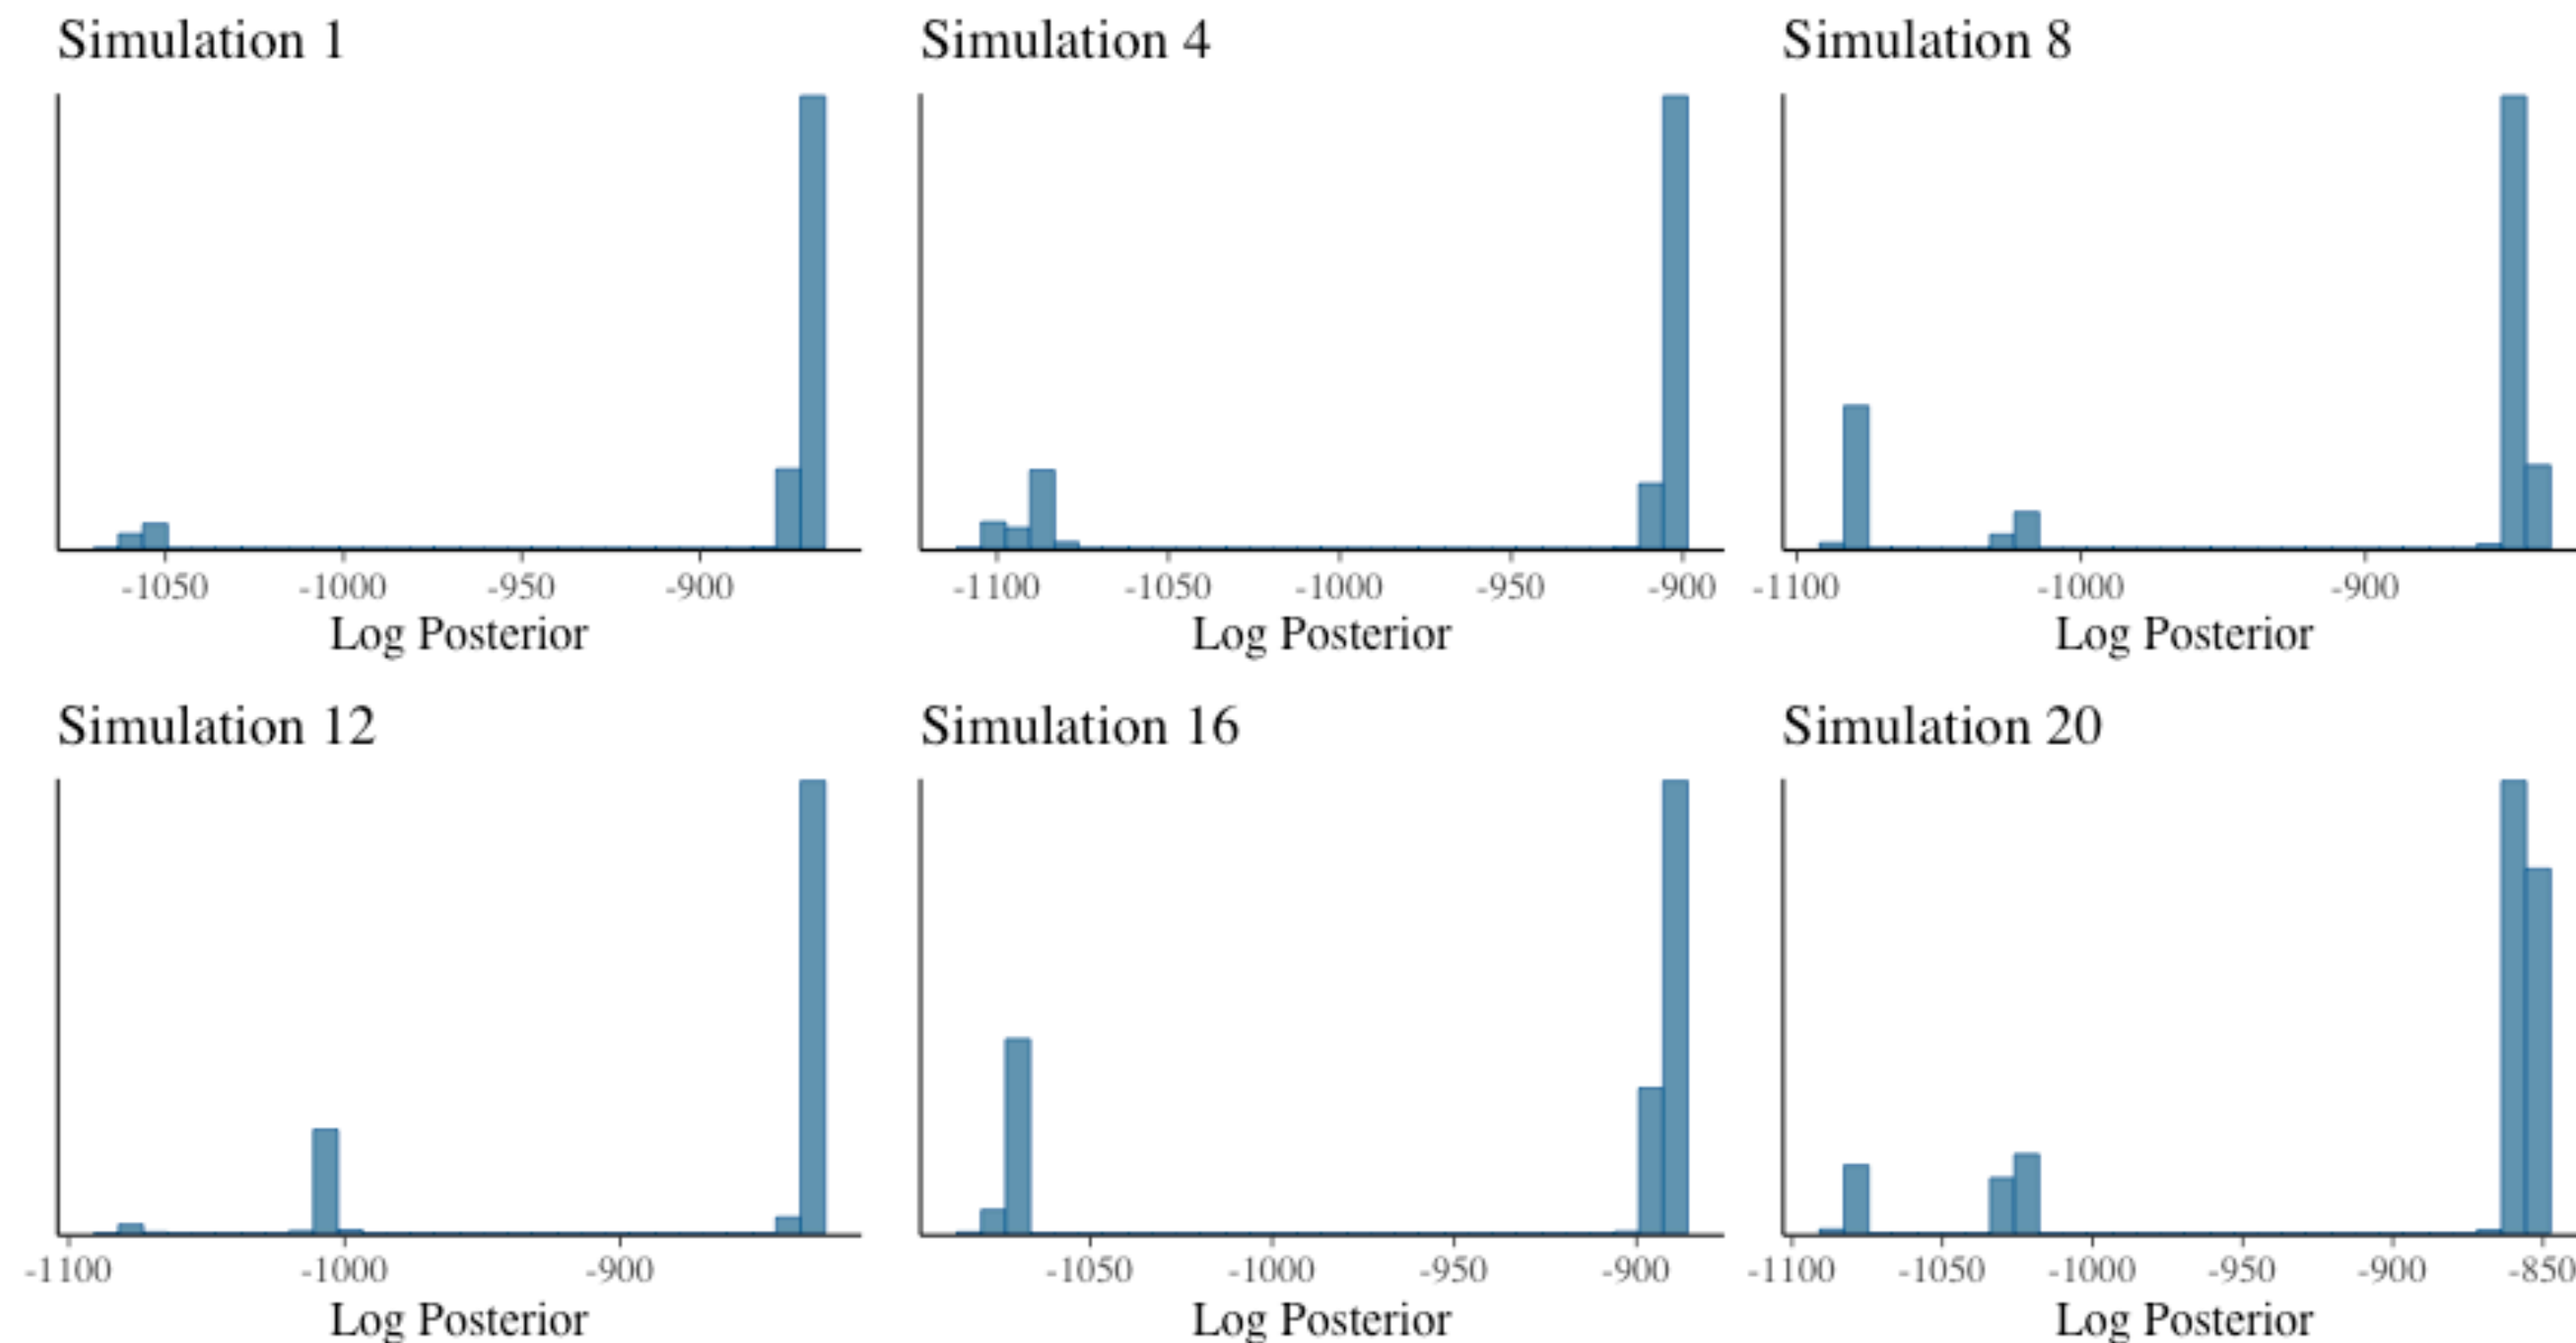 Simulation 1
Simulation 4
Simulation 8
-1050 -1000 -950 -900
-1100 -1050 -1000 -950 -900
-1100 -1000 -900
Log Posterior
Log Posterior
Log Posterior
Simulation 12
Simulation 16
Simulation 20
-1100 -1000 -900
-1050 -1000 -950 -900
-1100 -1050 -1000 -950 -900 -850
Log Posterior
Log Posterior
Log Posterior